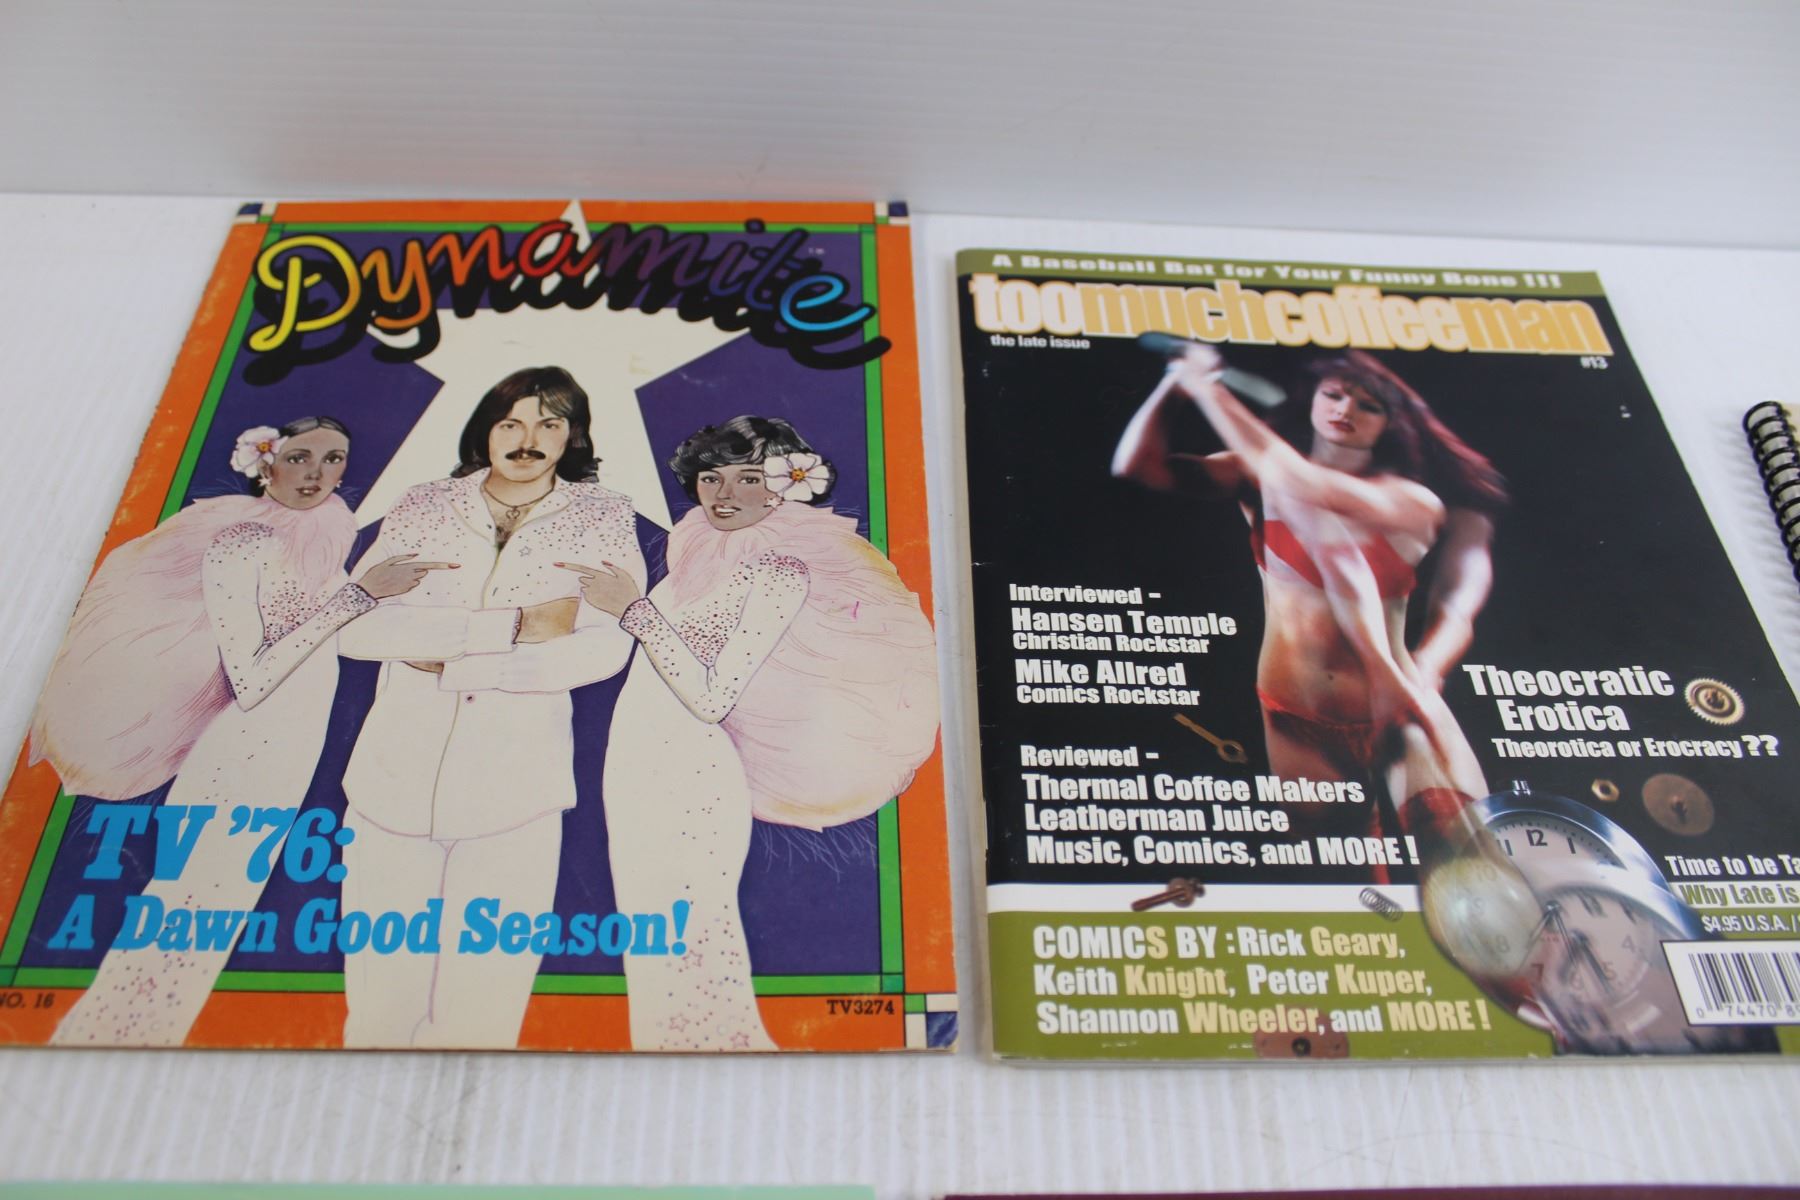 Dynamite
TV '76:
A Dawn Good Season!
NO. 16
TV3274
A Baseball Bat for Your Funny Bone !!!
toomuchcoffeeman
the late issue
#13
Interviewed -
Hansen Temple
Christian Rockstar
Mike Allred
Comics Rockstar
Theocratic
Erotica
Theorotica or Erocracy ??
Reviewed -
Thermal Coffee Makers
Leatherman Juice
Music, Comics, and MORE !
Time to be
Why Late is
$4.95 U.S.A. /
COMICS BY : Rick Geary,
Keith Knight, Peter Kuper,
Shannon Wheeler, and MORE !
12
0 74470